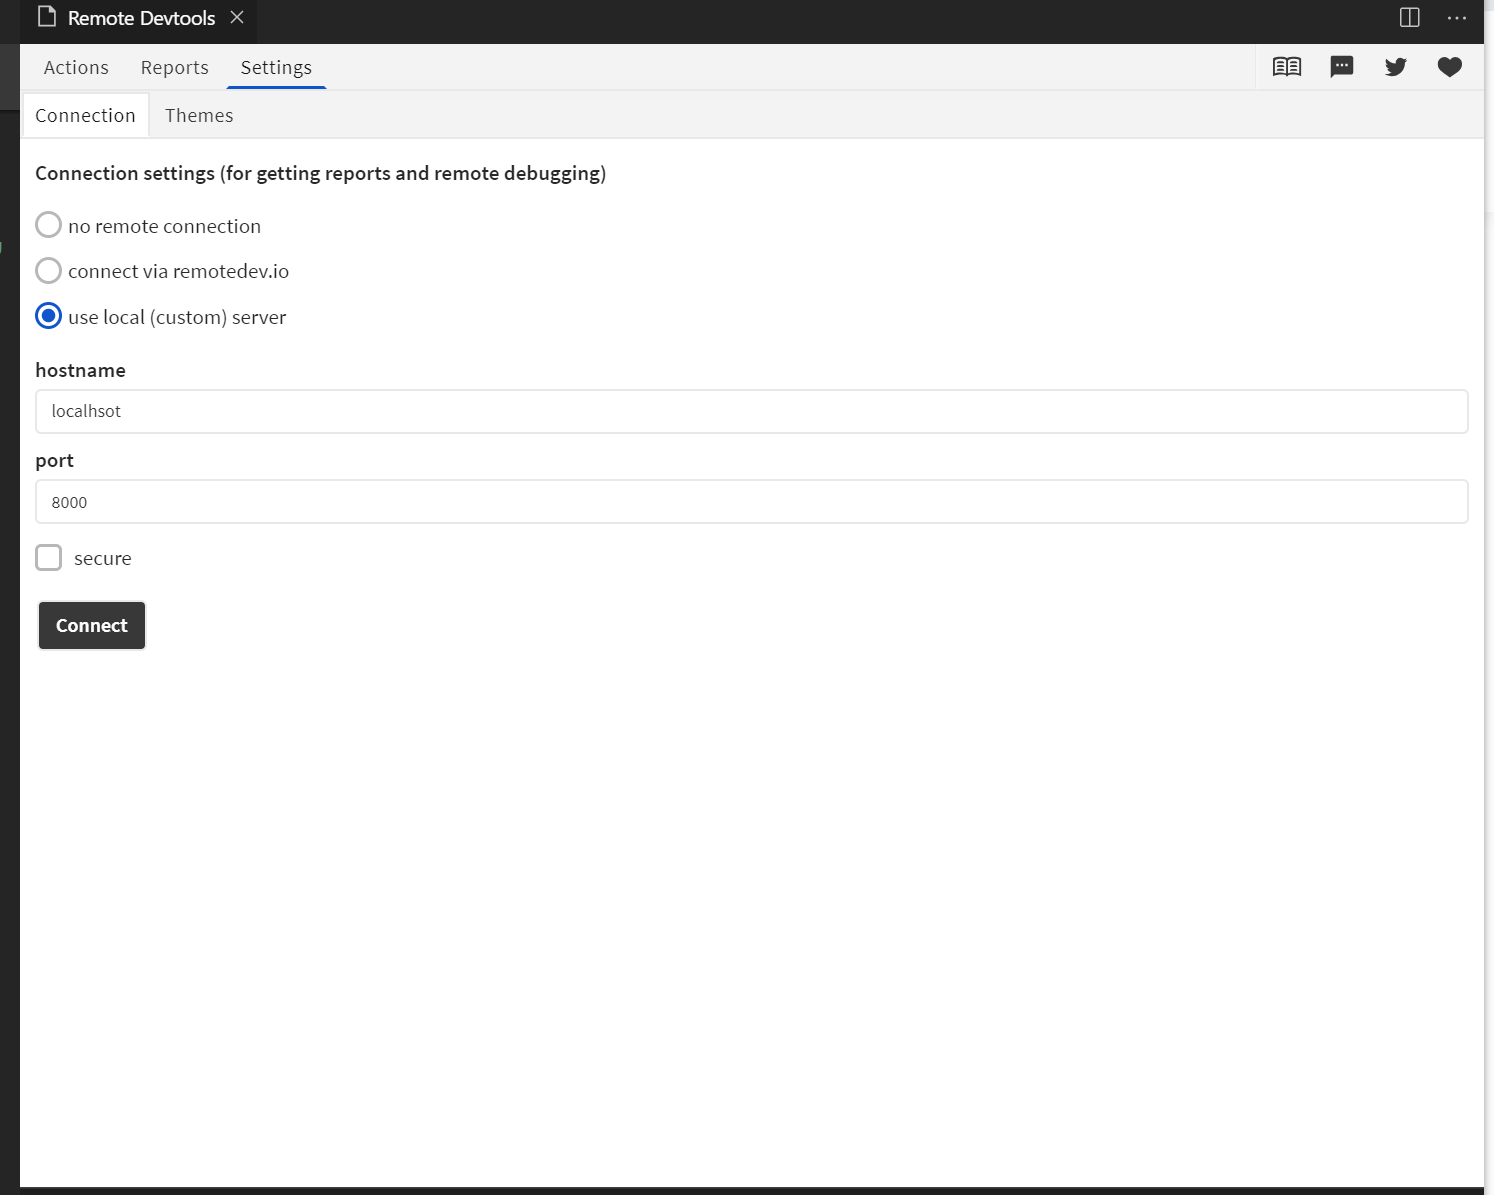 Remote Devtools
Actions Reports Settings
Connection Themes
Connection settings (for getting reports and remote debugging)
no remote connection
connect via remotedev.io
use local (custom) server
hostname
localhsot
port
8000
secure
Connect